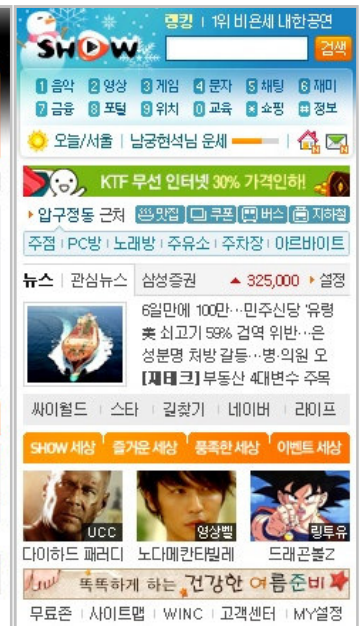 랭킹 | 1위 비욘세 내한공연
SHOW 검색
1 음악 2 영상 3 게임 4 문자 5 채팅 6 재미
7 금융 8 포털 9 위치 0 교육 * 쇼핑 # 정보
오늘/서울 | 남궁현석님 운세
KTF 무선 인터넷 30% 가격인하!
압구정동 근처 맛집 쿠폰 버스 지하철
주점 | PC방 | 노래방 | 주유소 | 주차장 | 아르바이트
뉴스 | 관심뉴스 삼성증권 ▲ 325,000 설정
6일만에 100만…민주신당 '유령
美 쇠고기 59% 검역 위반…은
성분명 처방 갈등…병·의원 오
[재테크] 부동산 4대변수 주목
싸이월드 | 스타 | 길찾기 | 네이버 | 라이프
SHOW 세상 즐거운 세상 풍족한 세상 이벤트 세상
UCC 영상벨 링투유
다이하드 패러디 노다메칸타빌레 드래곤볼Z
똑똑하게 하는 건강한 여름준비
무료존 | 사이트맵 | WINC | 고객센터 | MY설정